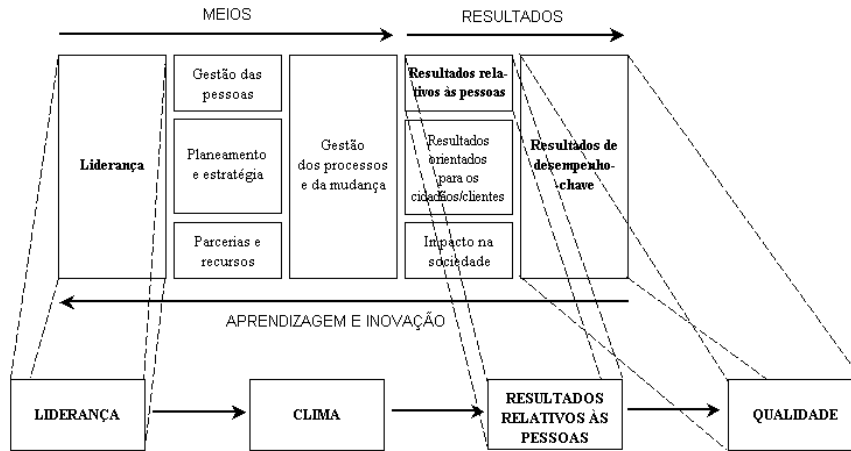 MEIOS
RESULTADOS
Liderança
Gestão das
pessoas
Planeamento
e estratégia
Parcerias e
recursos
Gestão
dos processos
e da mudança
Resultados rela-
tivos às pessoas
Resultados
orientados
para os
cidadãos/clientes
Impacto na
sociedade
Resultados de
desempenho-
-chave
APRENDIZAGEM E INOVAÇÃO
LIDERANÇA
CLIMA
RESULTADOS
RELATIVOS ÀS
PESSOAS
QUALIDADE